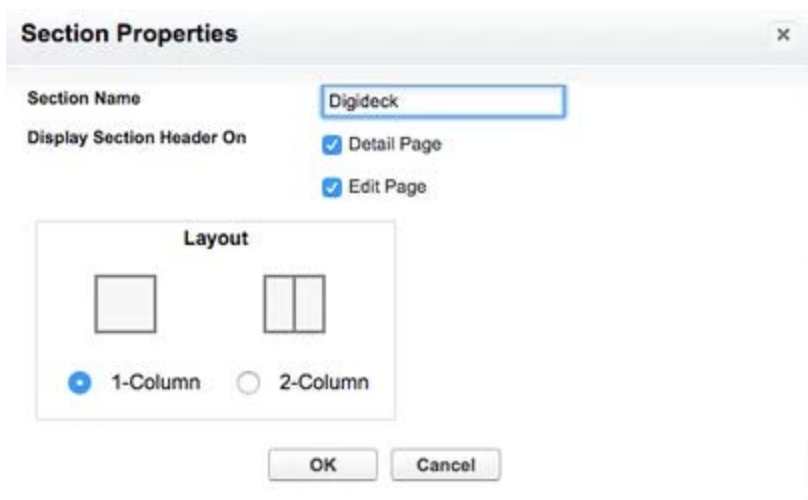 Section Properties
Section Name
Digideck
Display Section Header On
Detail Page
Edit Page
Layout
1-Column 2-Column
OK Cancel